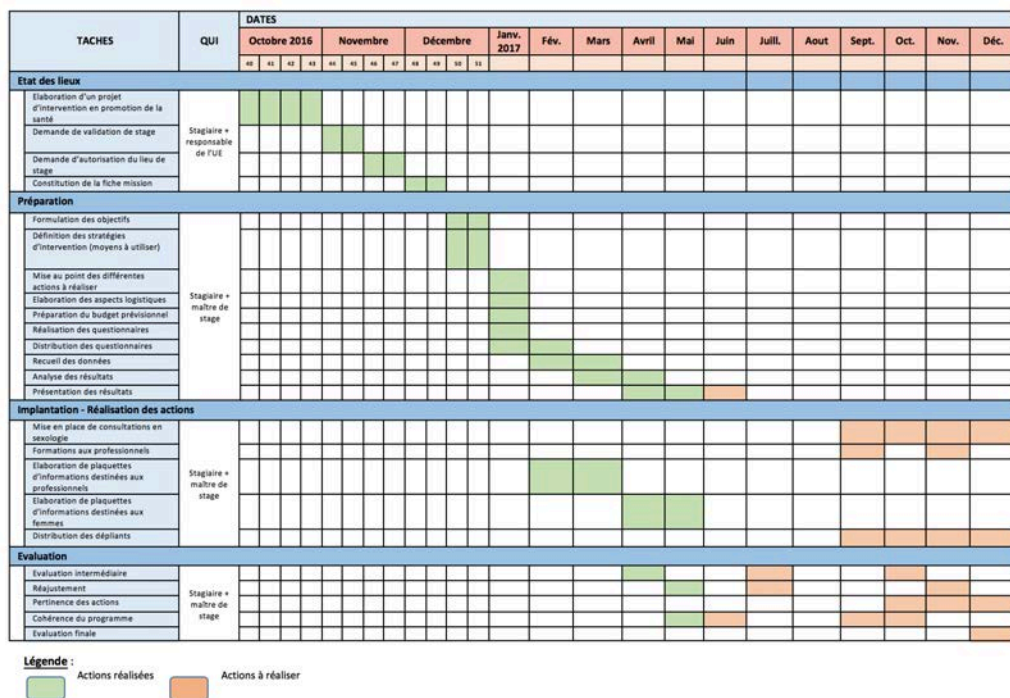 DATES
TACHES QUI Octobre 2016 Novembre Décembre Janv. 2017 Fév. Mars Avril Mai Juin Juill. Aout Sept. Oct. Nov. Déc.
40 41 42 43 44 45 46 47 48 49 50 51
Etat des lieux
Elaboration d'un projet
d'intervention en promotion de la
santé
Demande de validation de stage
Demande d'autorisation du lieu de
stage
Constitution de la fiche mission
Stagiaire +
responsable
de l'UE
Préparation
Formulation des objectifs
Définition des stratégies
d'intervention (moyens à utiliser)
Mise au point des différentes
actions à réaliser
Elaboration des aspects logistiques
Préparation du budget prévisionnel
Réalisation des questionnaires
Distribution des questionnaires
Recueil des données
Analyse des résultats
Présentation des résultats
Stagiaire +
maître de
stage
Implantation - Réalisation des actions
Mise en place de consultations en
sexologie
Formations aux professionnels
Elaboration de plaquettes
d'informations destinées aux
professionnels
Elaboration de plaquettes
d'informations destinées aux
femmes
Distribution des dépliants
Stagiaire +
maître de
stage
Evaluation
Evaluation intermédiaire
Réajustement
Pertinence des actions
Cohérence du programme
Evaluation finale
Stagiaire +
maître de
stage
Légende :
Actions réalisées
Actions à réaliser